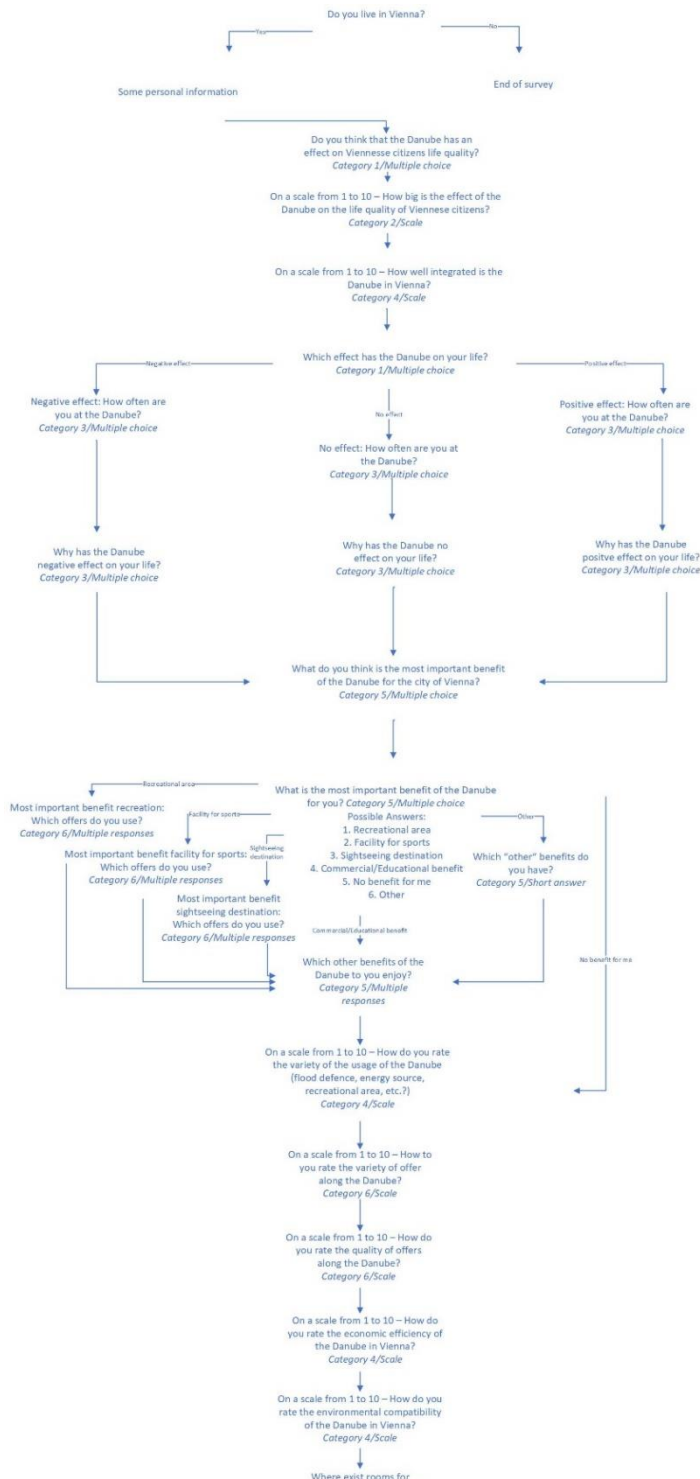 Do you live in Vienna?
Yes
No
Some personal information
End of survey
Do you think that the Danube has an
effect on Viennesse citizens life quality?
Category 1/Multiple choice
On a scale from 1 to 10 – How big is the effect of the
Danube on the life quality of Viennese citizens?
Category 2/Scale
On a scale from 1 to 10 – How well integrated is the
Danube in Vienna?
Category 4/Scale
Negative effect
Which effect has the Danube on your life?
Category 1/Multiple choice
Positive effect
Negative effect: How often are
you at the Danube?
Category 3/Multiple choice
No effect
Positive effect: How often are
you at the Danube?
Category 3/Multiple choice
No effect: How often are you at
the Danube?
Category 3/Multiple choice
Why has the Danube
negative effect on your life?
Category 3/Multiple choice
Why has the Danube no
effect on your life?
Category 3/Multiple choice
Why has the Danube
positve effect on your life?
Category 3/Multiple choice
What do you think is the most important benefit
of the Danube for the city of Vienna?
Category 5/Multiple choice
Recreational area
What is the most important benefit of the Danube
for you? Category 5/Multiple choice
Possible Answers:
1. Recreational area
2. Facility for sports
3. Sightseeing destination
4. Commercial/Educational benefit
5. No benefit for me
6. Other
Most important benefit recreation:
Which offers do you use?
Category 6/Multiple responses
Facility for sports
Most important benefit facility for sports:
Which offers do you use?
Category 6/Multiple responses
Sightseeing
destination
Most important benefit
sightseeing destination:
Which offers do you use?
Category 6/Multiple responses
Other
Which "other" benefits do
you have?
Category 5/Short answer
Commercial/Educational benefit
No benefit for me
Which other benefits of the
Danube to you enjoy?
Category 5/Multiple
responses
On a scale from 1 to 10 – How do you rate
the variety of the usage of the Danube
(flood defence, energy source,
recreational area, etc.?)
Category 4/Scale
On a scale from 1 to 10 – How to
you rate the variety of offer
along the Danube?
Category 6/Scale
On a scale from 1 to 10 – How do
you rate the quality of offers
along the Danube?
Category 6/Scale
On a scale from 1 to 10 – How do
you rate the economic efficiency of
the Danube in Vienna?
Category 4/Scale
On a scale from 1 to 10 – How do you
rate the environmental compatibility
of the Danube in Vienna?
Category 4/Scale
Where exist rooms for